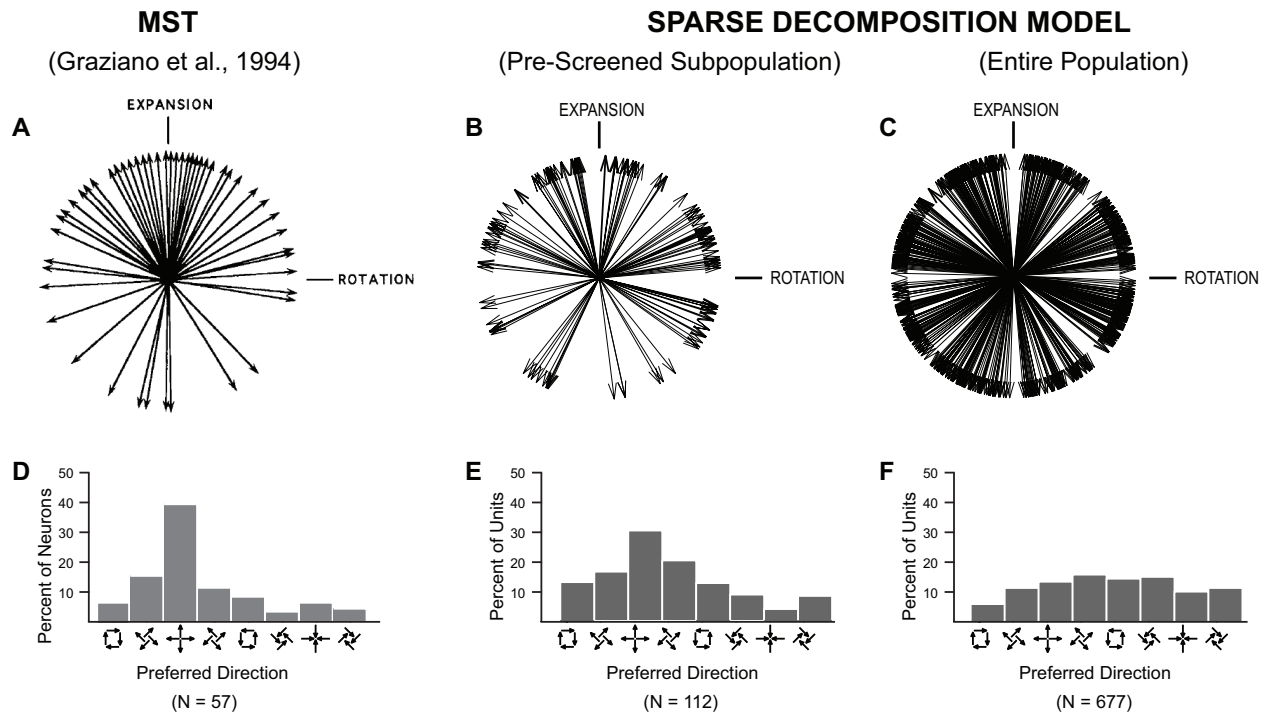 MST
SPARSE DECOMPOSITION MODEL
(Graziano et al., 1994)
(Pre-Screened Subpopulation)
(Entire Population)
A
EXPANSION
ROTATION
B
EXPANSION
ROTATION
C
EXPANSION
ROTATION
D
Percent of Neurons
50
40
30
20
10
Preferred Direction
(N = 57)
E
Percent of Units
50
40
30
20
10
Preferred Direction
(N = 112)
F
Percent of Units
50
40
30
20
10
Preferred Direction
(N = 677)